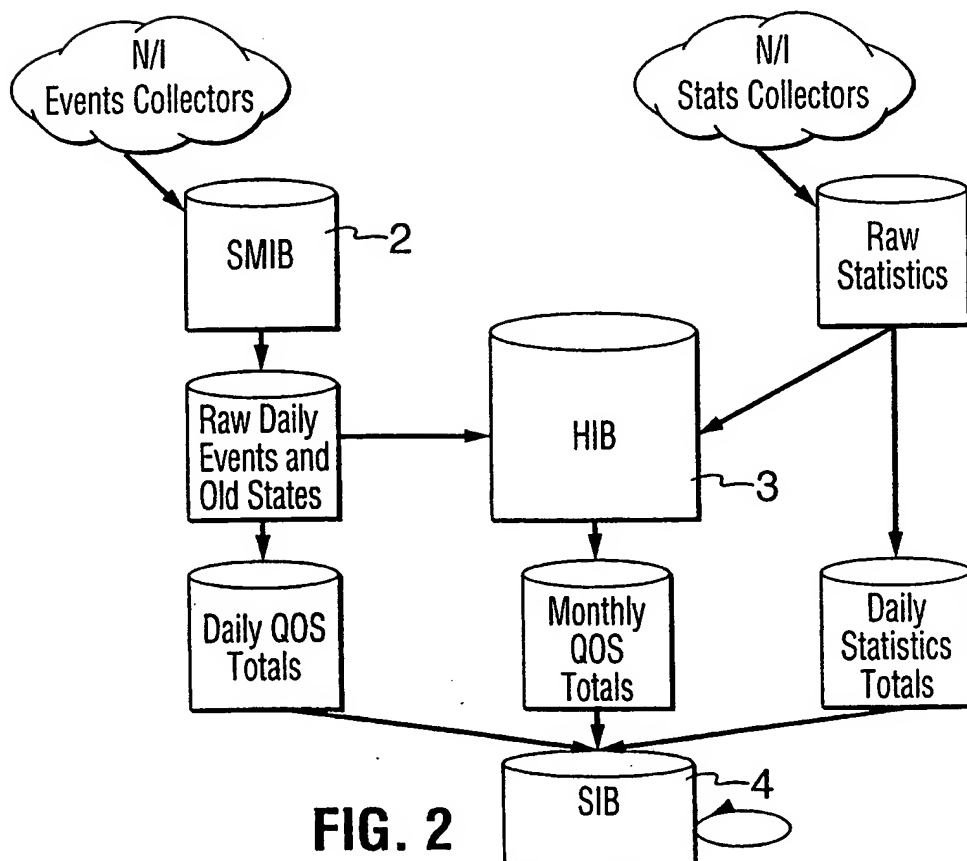 N/I
Events Collectors
N/I
Stats Collectors
SMIB
2
Raw
Statistics
Raw Daily
Events and
Old States
HIB
3
Daily QOS
Totals
Monthly
QOS
Totals
Daily
Statistics
Totals
SIB
4
FIG. 2